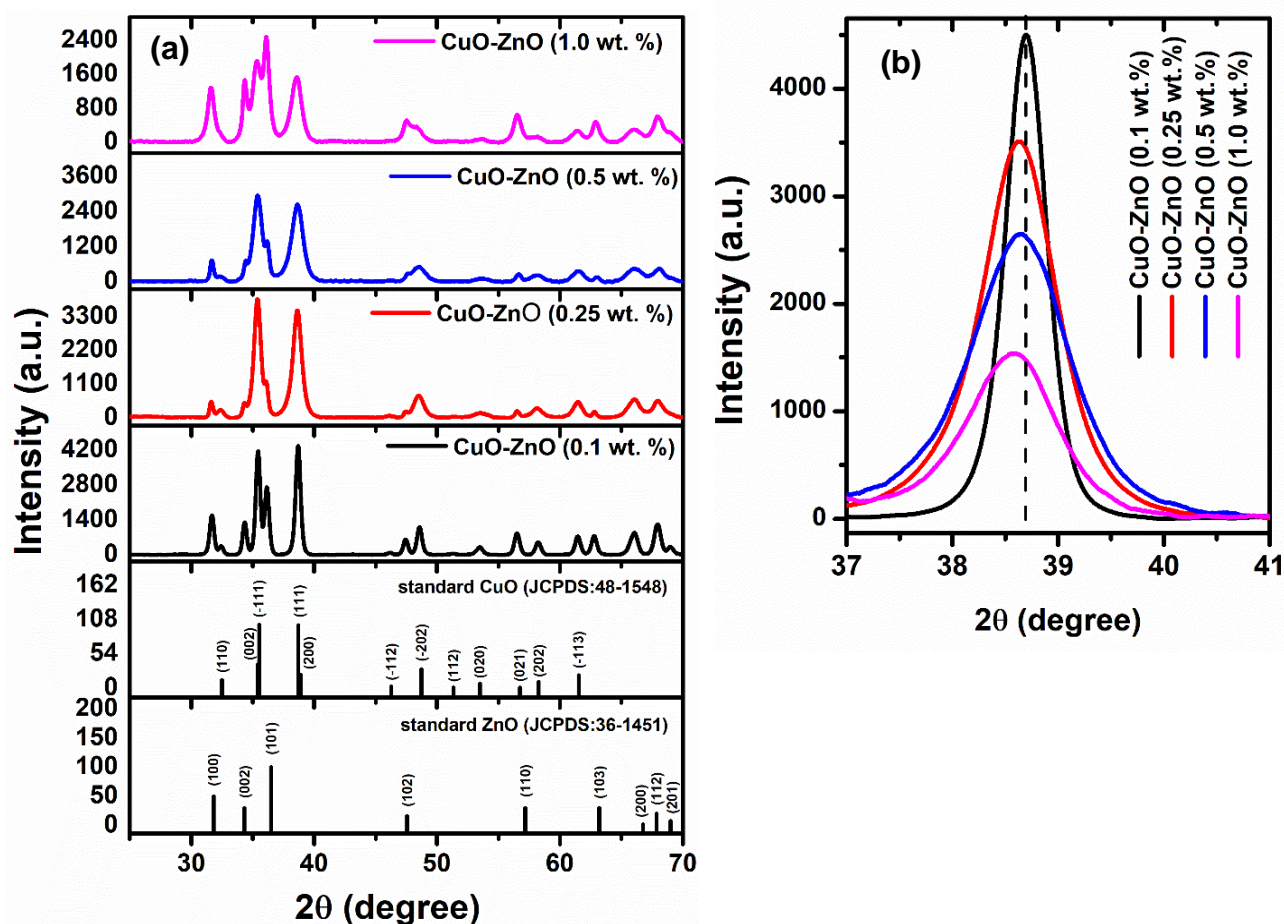 (a)
CuO-ZnO (1.0 wt. %)
2400
1600
800
0
CuO-ZnO (0.5 wt. %)
3600
2400
1200
0
CuO-ZnO (0.25 wt. %)
3300
2200
1100
0
CuO-ZnO (0.1 wt. %)
4200
2800
1400
0
standard CuO (JCPDS:48-1548)
162
108
54
0
(110)
(002)
(-111)
(111)
(200)
(-112)
(-202)
(112)
(020)
(021)
(202)
(-113)
standard ZnO (JCPDS:36-1451)
200
150
100
50
0
(100)
(002)
(101)
(102)
(110)
(103)
(200)
(112)
(201)
30 40 50 60 70
2θ (degree)
Intensity (a.u.)
(b)
CuO-ZnO (0.1 wt.%)
CuO-ZnO (0.25 wt.%)
CuO-ZnO (0.5 wt.%)
CuO-ZnO (1.0 wt.%)
4000
3000
2000
1000
0
37 38 39 40 41
2θ (degree)
Intensity (a.u.)